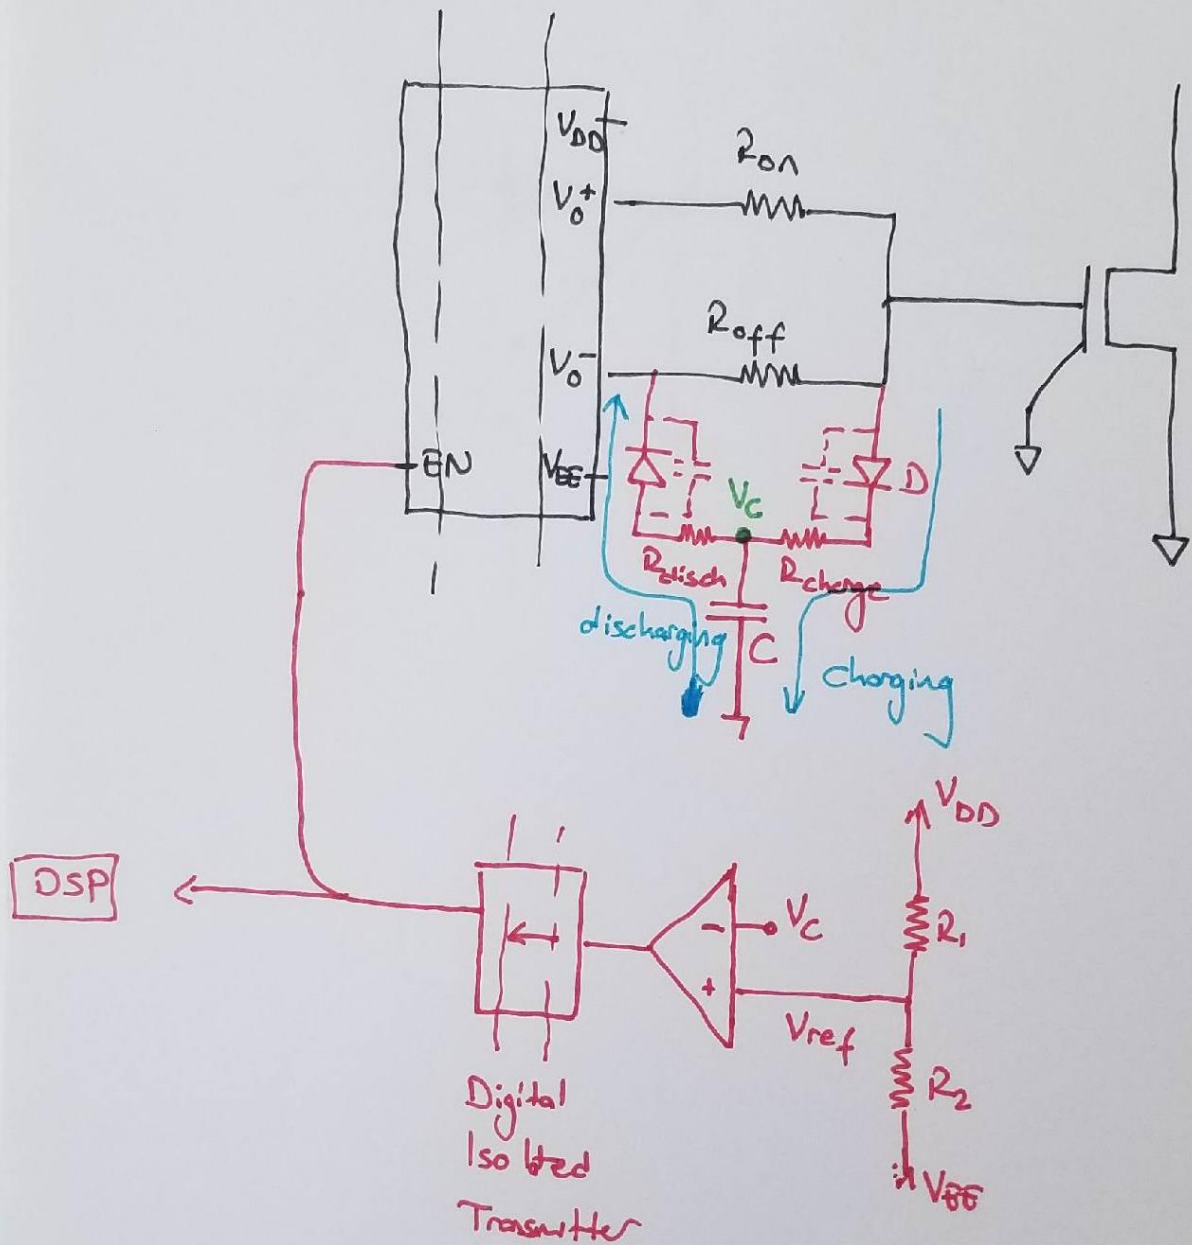 VDD
Ron
Vo+
Roff
Vo-
EN
VEE
Vc
D
Rdisch
Rcharge
discharging
C
charging
VDD
DSP
-
Vc
R1
+
Vref
R2
Digital
Isolated
Transmitter
VEE